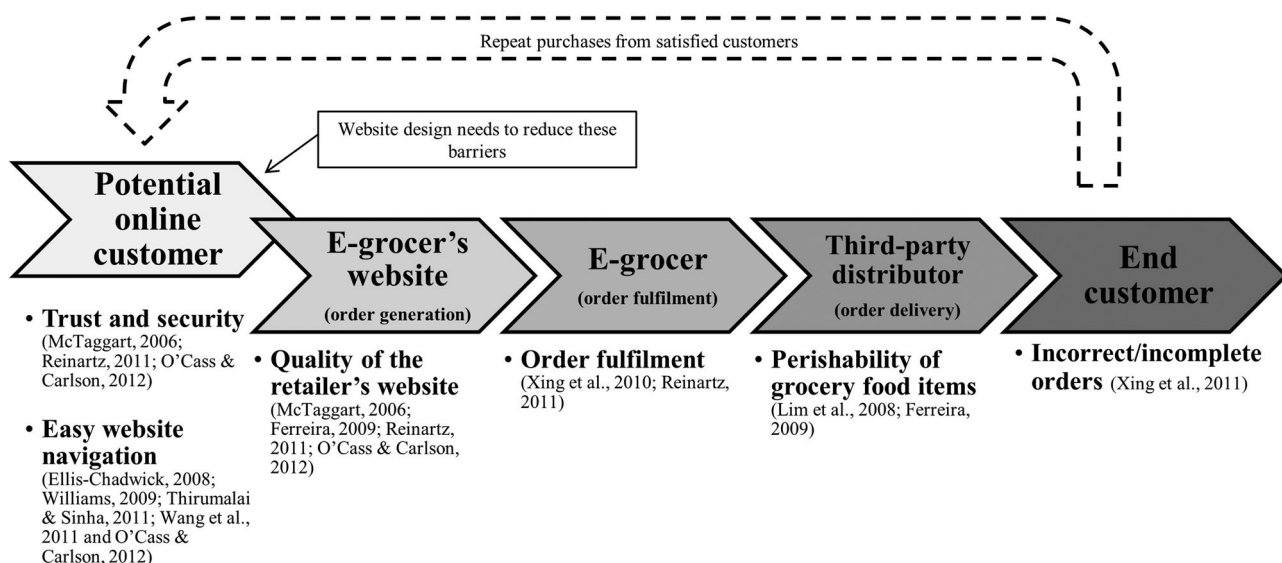 Repeat purchases from satisfied customers
Website design needs to reduce these
barriers
Potential
online
customer
E-grocer’s
website
(order generation)
E-grocer
(order fulfilment)
Third-party
distributor
(order delivery)
End
customer
• Trust and security
(McTaggart, 2006;
Reinartz, 2011; O’Cass &
Carlson, 2012)
• Easy website
navigation
(Ellis-Chadwick, 2008;
Williams, 2009; Thirumalai
& Sinha, 2011; Wang et al.,
2011 and O’Cass &
Carlson, 2012)
• Quality of the
retailer’s website
(McTaggart, 2006;
Ferreira, 2009; Reinartz,
2011; O’Cass & Carlson,
2012)
• Order fulfilment
(Xing et al., 2010; Reinartz,
2011)
• Perishability of
grocery food items
(Lim et al., 2008; Ferreira,
2009)
• Incorrect/incomplete
orders (Xing et al., 2011)